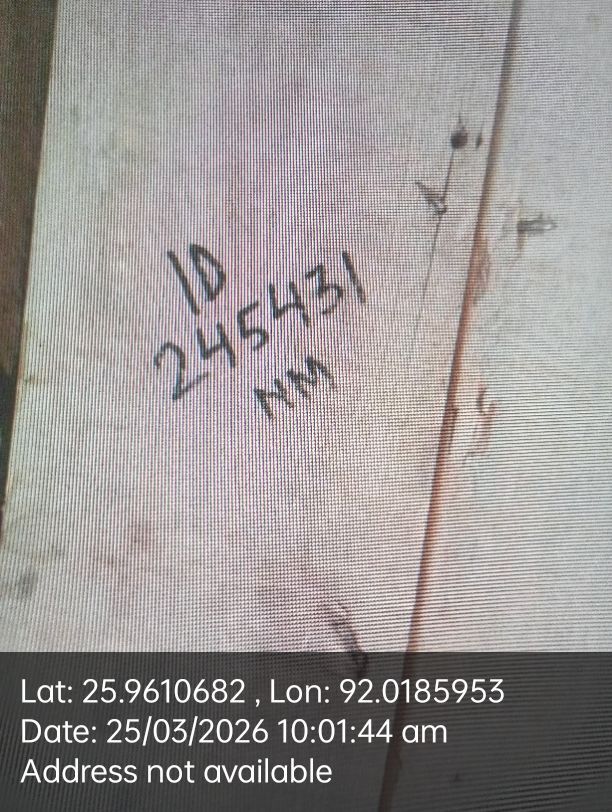 ID
245431
NM
Lat: 25.9610682 , Lon: 92.0185953
Date: 25/03/2026 10:01:44 am
Address not available